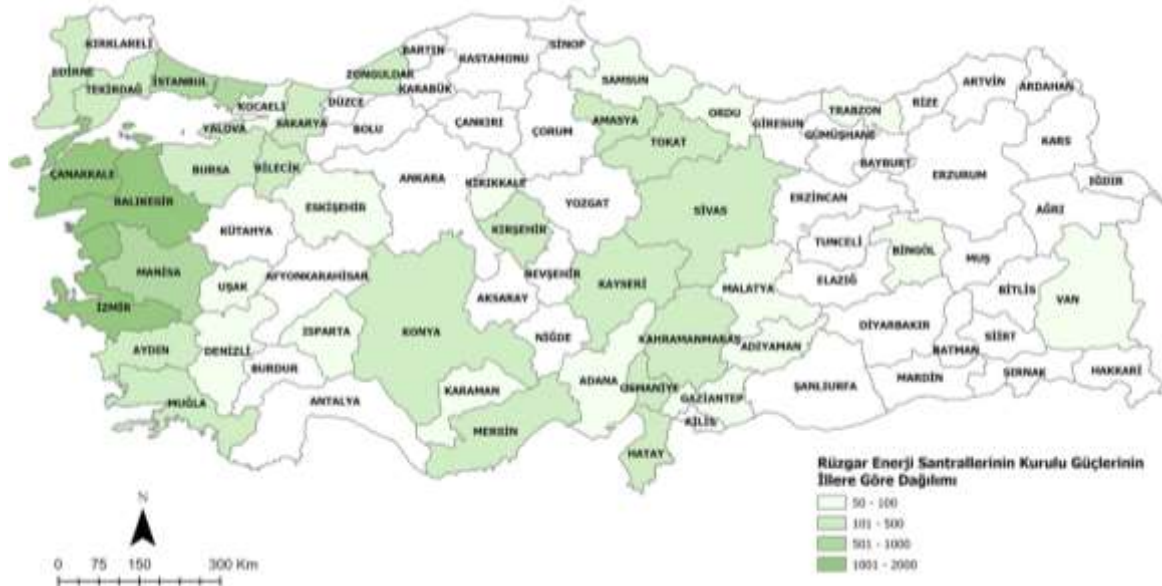 KIRKLARELİ
EDİRNE
TEKİRDAĞ
İSTANBUL
KOCAELİ
YALOVA
SAKARYA
DÜZCE
BOLU
ZONGULDAK
BARTIN
KARABÜK
KASTAMONU
SİNOP
ÇANKIRI
ÇORUM
SAMSUN
AMASYA
TOKAT
ORDU
GİRESUN
TRABZON
GÜMÜŞHANE
RİZE
ARTVİN
ARDAHAN
KARS
BAYBURT
ERZURUM
IĞDIR
AĞRI
ERZİNCAN
ÇANAKKALE
BALIKESİR
BURSA
BİLECİK
ESKİŞEHİR
ANKARA
KIRIKKALE
KIRŞEHİR
YOZGAT
SİVAS
TUNCELİ
BİNGÖL
MUŞ
KÜTAHYA
MANİSA
UŞAK
AFYONKARAHİSAR
NEVŞEHİR
AKSARAY
KAYSERİ
MALATYA
ELAZIĞ
BİTLİS
VAN
İZMİR
KONYA
NİĞDE
KAHRAMANMARAŞ
ADIYAMAN
DİYARBAKIR
BATMAN
SİİRT
AYDIN
DENİZLİ
ISPARTA
BURDUR
ANTALYA
MUĞLA
KARAMAN
MERSİN
ADANA
OSMANİYE
GAZİANTEP
KİLİS
HATAY
ŞANLIURFA
MARDİN
ŞIRNAK
HAKKARİ
Rüzgar Enerji Santrallerinin Kurulu Güçlerinin
İllere Göre Dağılımı
50 - 100
101 - 500
501 - 1000
1001 - 2000
N
0 75 150 300 Km